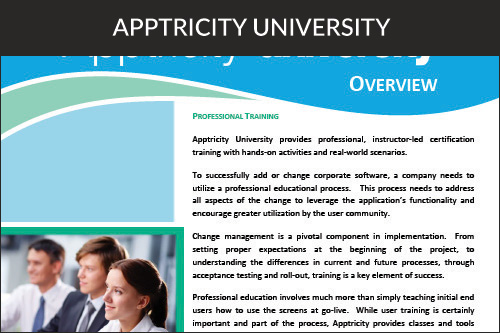 APPTRICITY UNIVERSITY
Apptricity University
OVERVIEW
PROFESSIONAL TRAINING
Apptricity University provides professional, instructor-led certification
training with hands-on activities and real-world scenarios.
To successfully add or change corporate software, a company needs to
utilize a professional educational process. This process needs to address
all aspects of the change to leverage the application's functionality and
encourage greater utilization by the user community.
Change management is a pivotal component in implementation. From
setting proper expectations at the beginning of the project, to
understanding the differences in current and future processes, through
acceptance testing and roll-out, training is a key element of success.
Professional education involves much more than simply teaching initial end
users how to use the screens at go-live. While user training is certainly
important and part of the process, Apptricity provides classes and tools